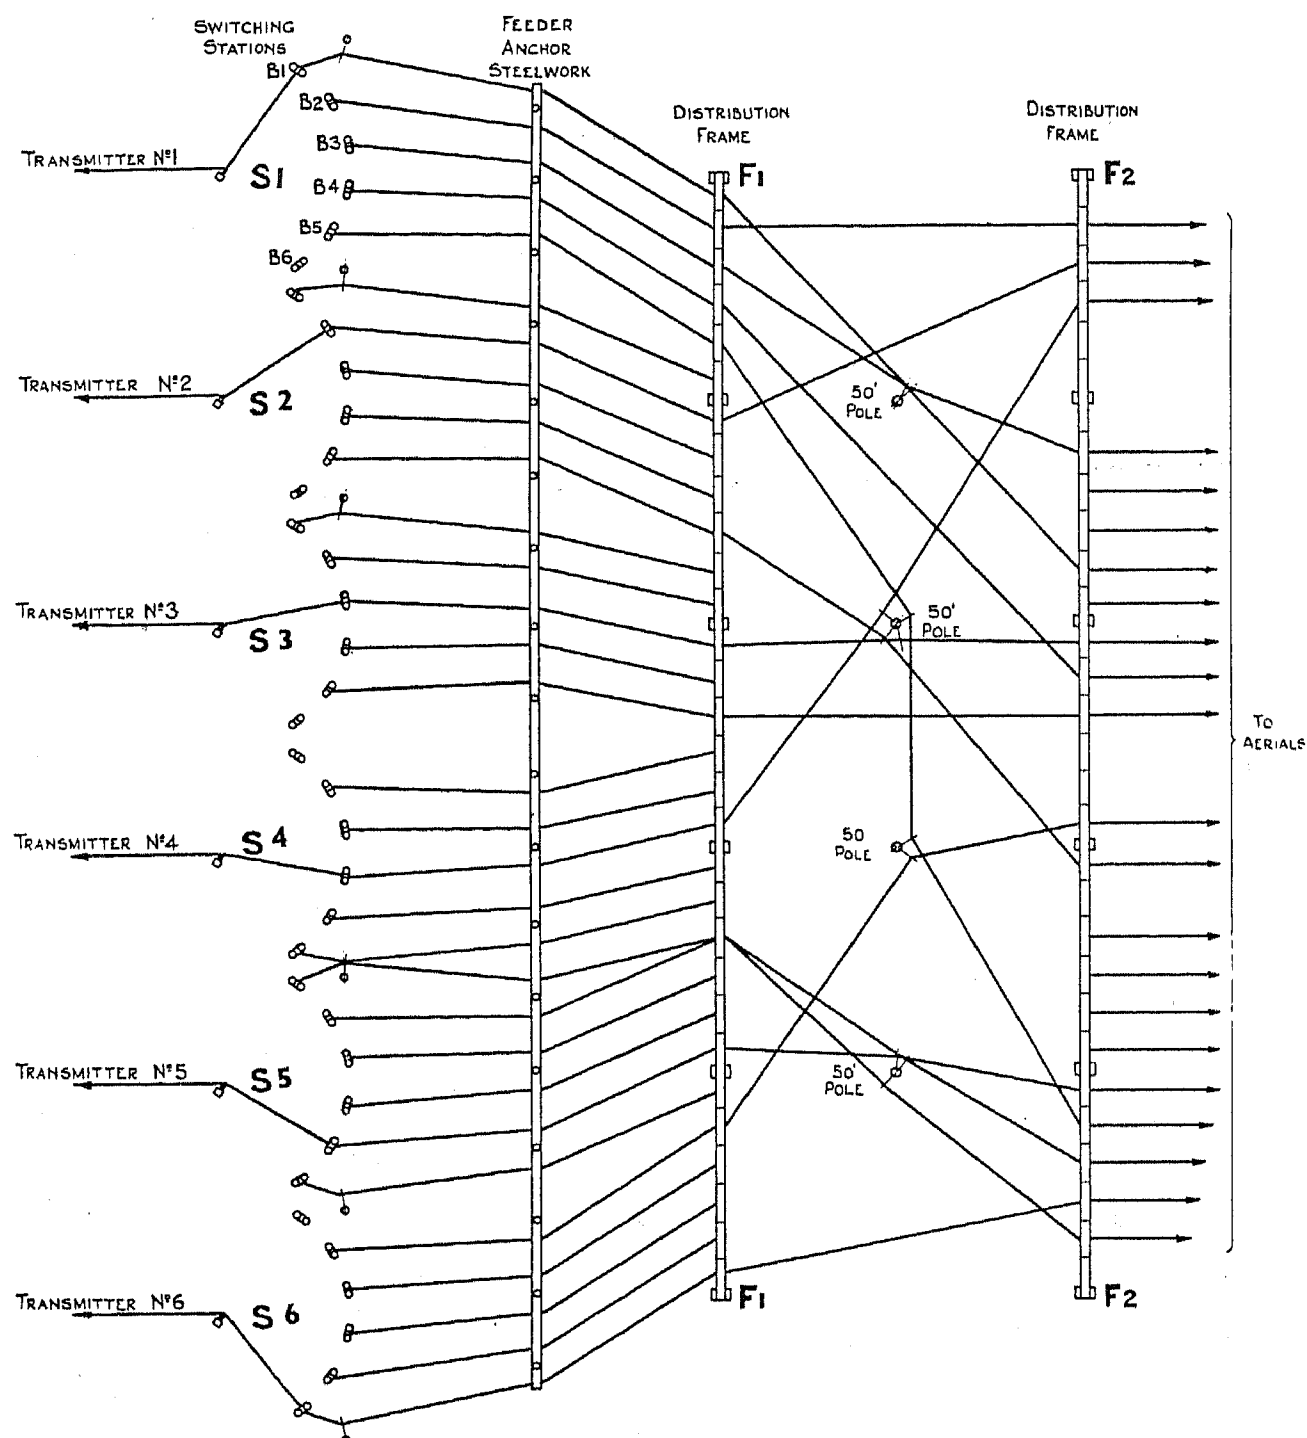 SWITCHING
STATIONS
FEEDER
ANCHOR
STEELWORK
DISTRIBUTION
FRAME
DISTRIBUTION
FRAME
B1
B2
B3
B4
B5
B6
TRANSMITTER Nº1
S1
F1
F2
TRANSMITTER Nº2
S2
50'
POLE
TRANSMITTER Nº3
S3
50'
POLE
TO
AERIALS
TRANSMITTER Nº4
S4
50
POLE
TRANSMITTER Nº5
S5
50'
POLE
TRANSMITTER Nº6
S6
F1
F2